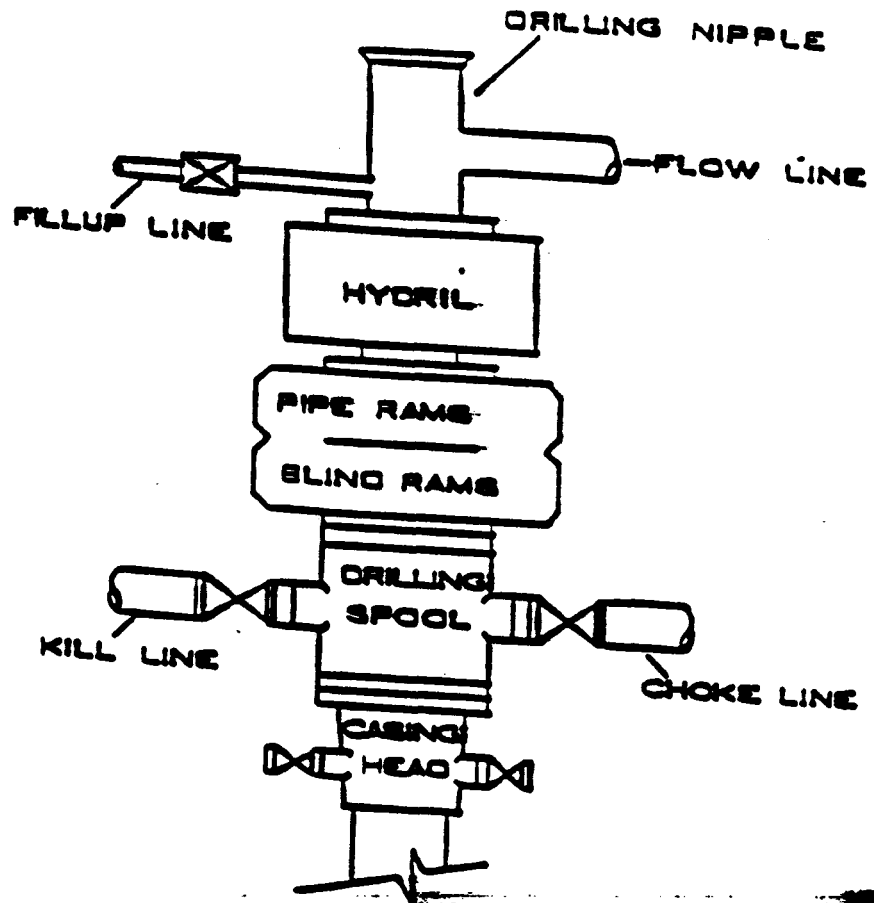 DRILLING NIPPLE
FLOW LINE
FILLUP LINE
HYDRIL
PIPE RAMS
BLIND RAMS
DRILLING
SPOOL
KILL LINE
CHOKE LINE
CASING
HEAD